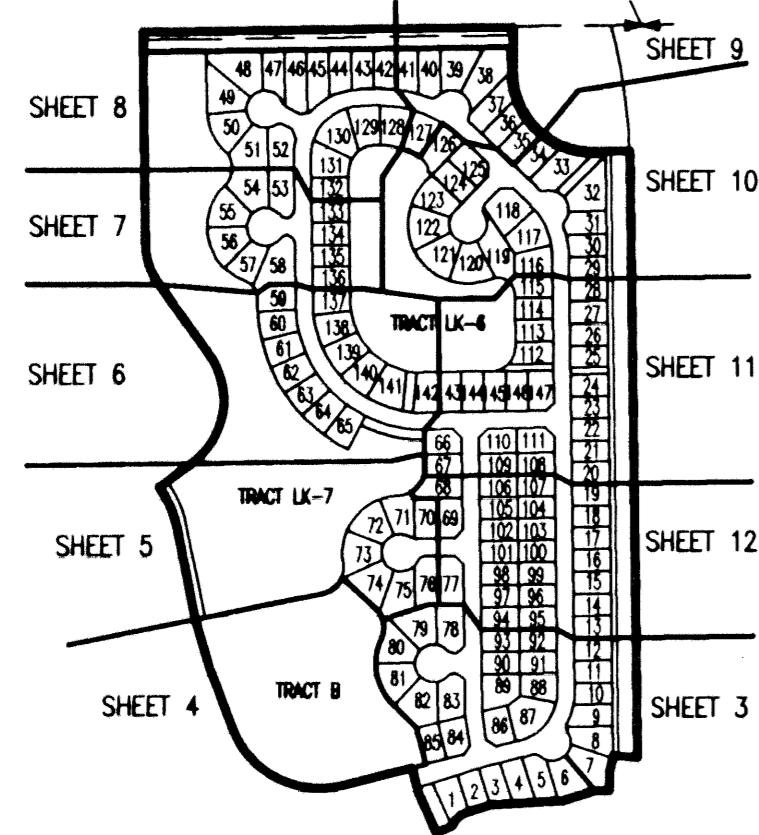 SHEET 9
48 47 46 45 44 43 42 41 40 39 38
SHEET 8
49 37
50 36
130 129 128 127 126 35
51 52 34
131 125 33
SHEET 10
54 53 132 124 32
123
55 133 118 31
SHEET 7
56 134 122 117 30
57 58 135 121 120 119 116 29
136 115 28
59 137 114 27
60 138 TRACT LK-6 113 26
61 139 112 25
SHEET 6
SHEET 11
62 140 141 142 143 144 145 146 147 24
63 23
64 22
65 66 110 111 21
67 109 108 20
68 106 107 19
TRACT LK-7
72 71 70 69 105 104 18
SHEET 5
SHEET 12
73 102 103 17
101 100 16
74 75 76 77 98 99 15
97 96 14
79 78 94 95 13
80 93 92 12
81 90 91 11
TRACT B
82 83 89 88 10
SHEET 4
SHEET 3
85 84 86 87 9
8
1 2 3 4 5 6 7